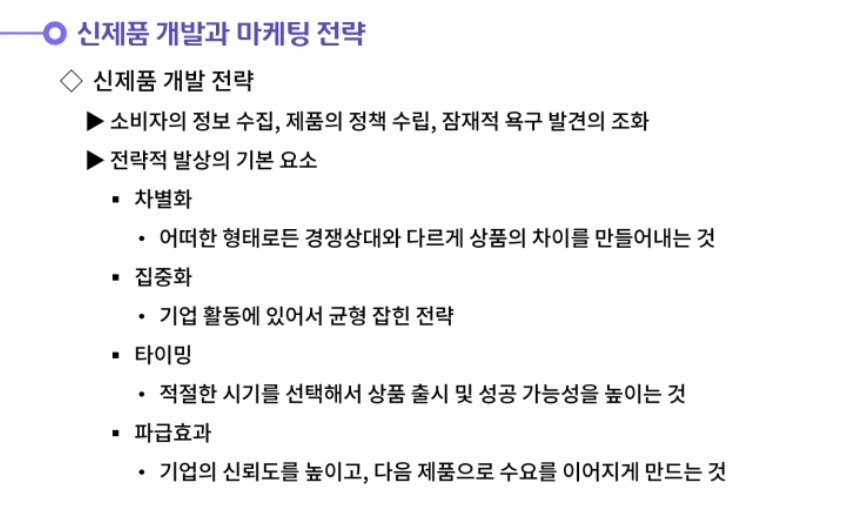 신제품 개발과 마케팅 전략
◇ 신제품 개발 전략
▶ 소비자의 정보 수집, 제품의 정책 수립, 잠재적 욕구 발견의 조화
▶ 전략적 발상의 기본 요소
▪ 차별화
• 어떠한 형태로든 경쟁상대와 다르게 상품의 차이를 만들어내는 것
▪ 집중화
• 기업 활동에 있어서 균형 잡힌 전략
▪ 타이밍
• 적절한 시기를 선택해서 상품 출시 및 성공 가능성을 높이는 것
▪ 파급효과
• 기업의 신뢰도를 높이고, 다음 제품으로 수요를 이어지게 만드는 것